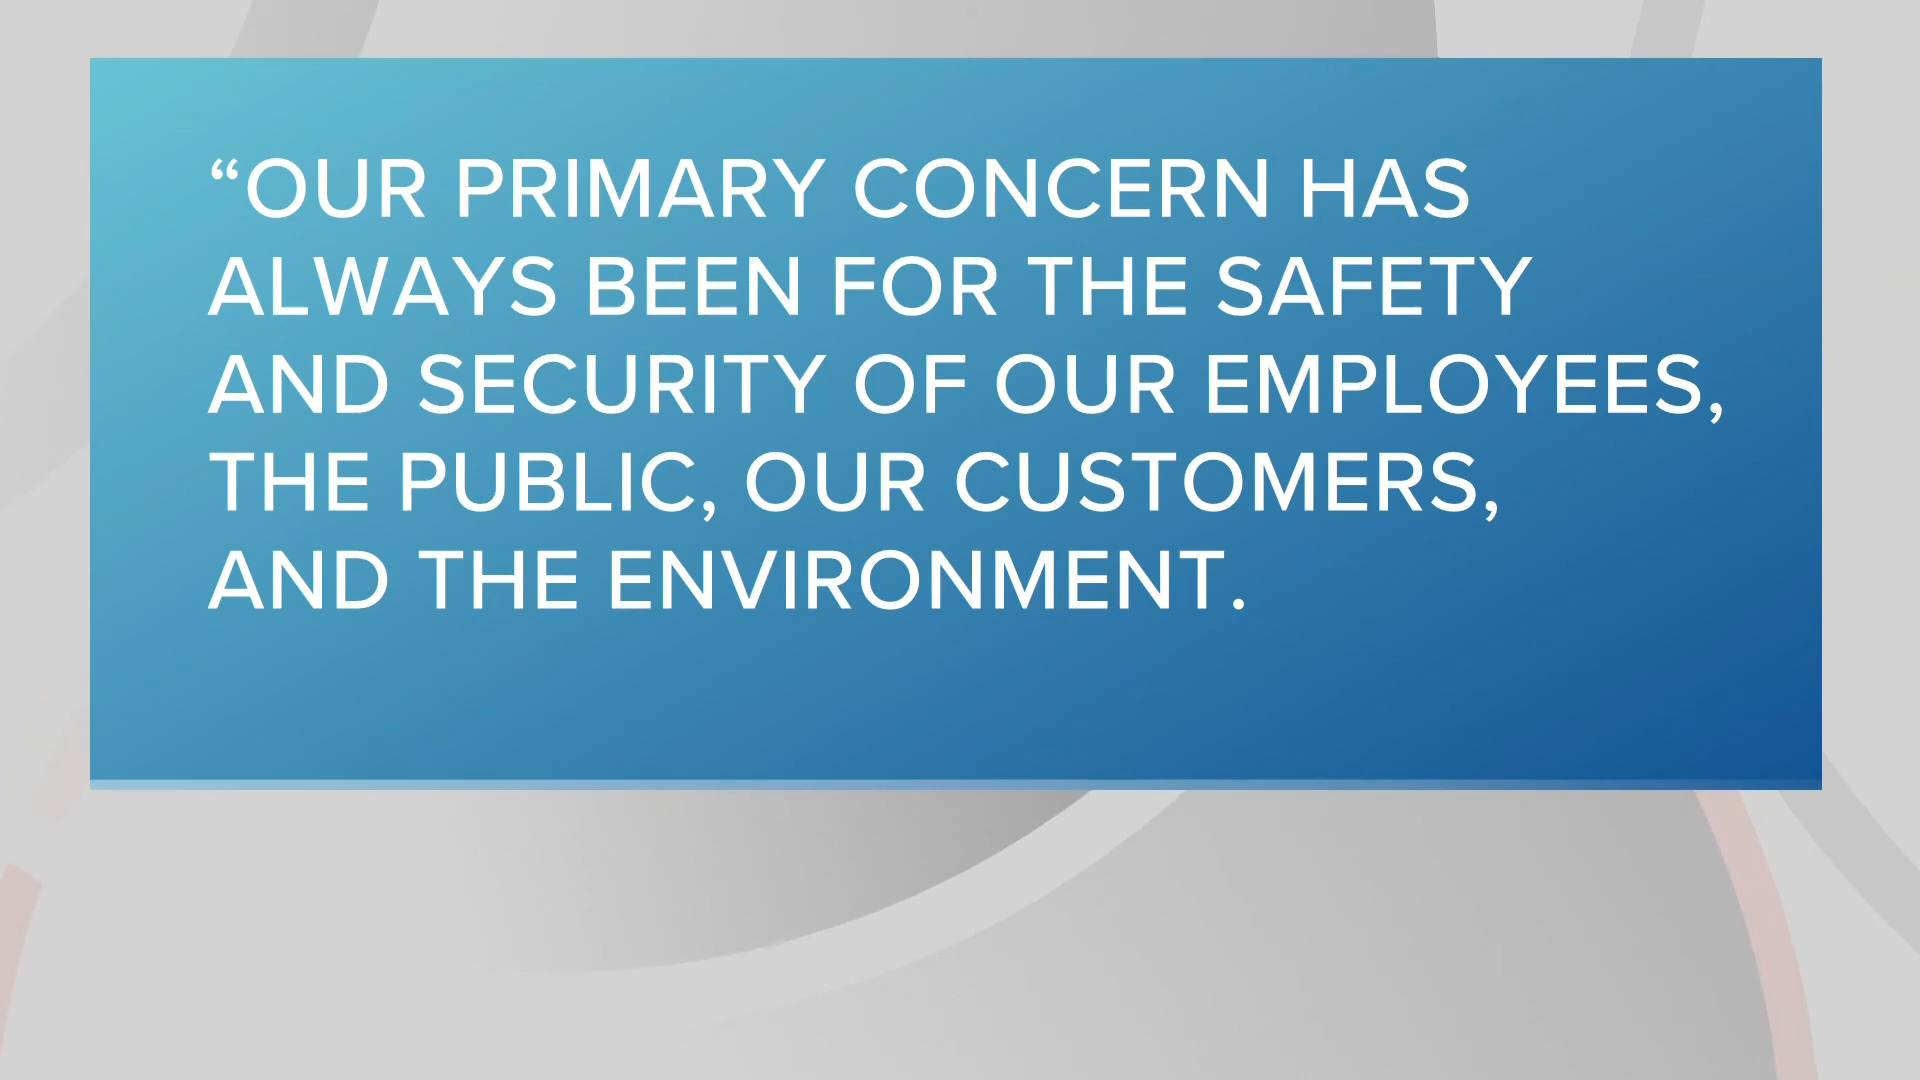 “OUR PRIMARY CONCERN HAS
ALWAYS BEEN FOR THE SAFETY
AND SECURITY OF OUR EMPLOYEES,
THE PUBLIC, OUR CUSTOMERS,
AND THE ENVIRONMENT.